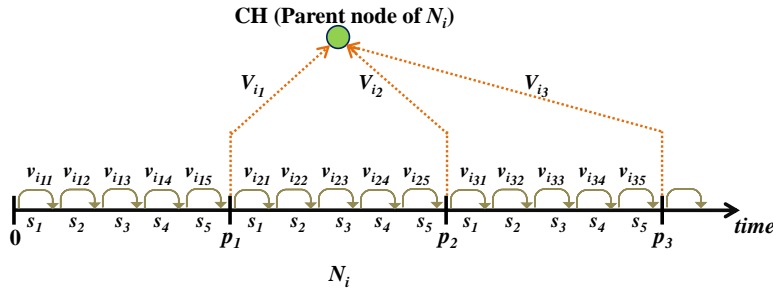 CH (Parent node of Nᵢ)
Vᵢ₁ Vᵢ₂ Vᵢ₃
vᵢ₁₁ vᵢ₁₂ vᵢ₁₃ vᵢ₁₄ vᵢ₁₅ vᵢ₂₁ vᵢ₂₂ vᵢ₂₃ vᵢ₂₄ vᵢ₂₅ vᵢ₃₁ vᵢ₃₂ vᵢ₃₃ vᵢ₃₄ vᵢ₃₅
0 s₁ s₂ s₃ s₄ s₅ p₁ s₁ s₂ s₃ s₄ s₅ p₂ s₁ s₂ s₃ s₄ s₅ p₃ time
Nᵢ